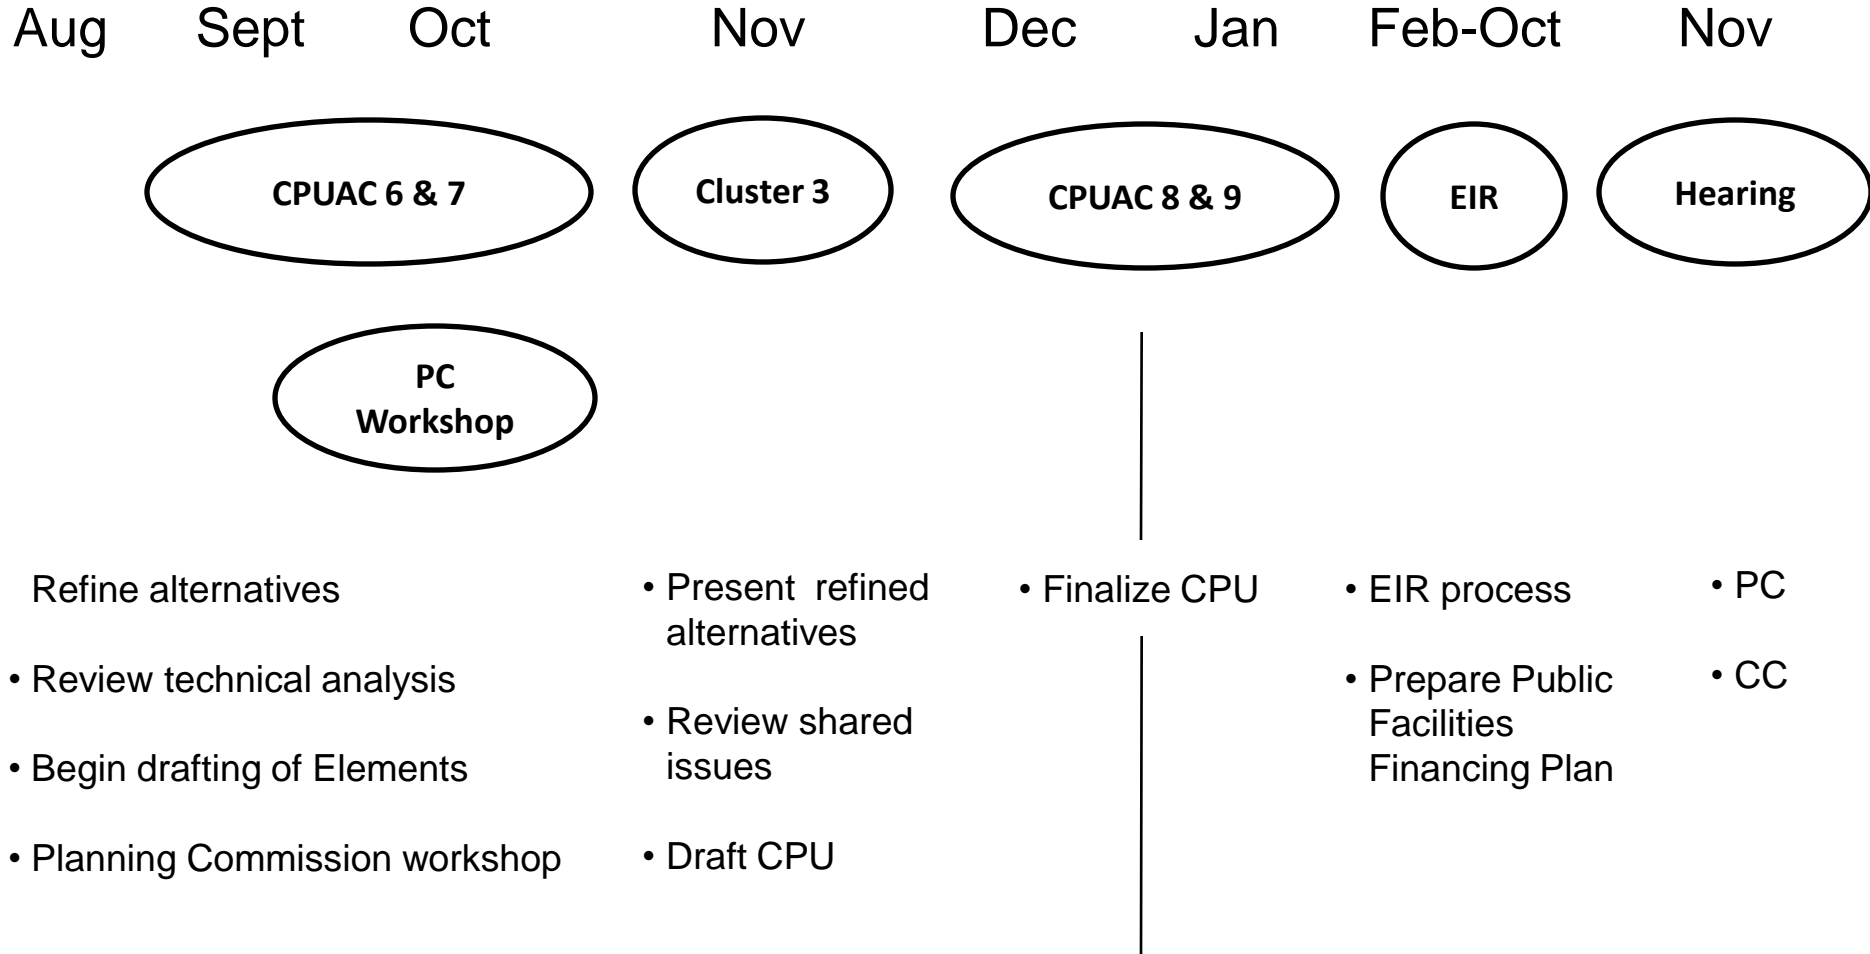 Aug Sept Oct Nov Dec Jan Feb-Oct Nov
CPUAC 6 & 7
Cluster 3
CPUAC 8 & 9
EIR
Hearing
PC
Workshop
Refine alternatives
• Review technical analysis
• Begin drafting of Elements
• Planning Commission workshop
• Present refined
alternatives
• Review shared
issues
• Draft CPU
• Finalize CPU
• EIR process
• Prepare Public
Facilities
Financing Plan
• PC
• CC